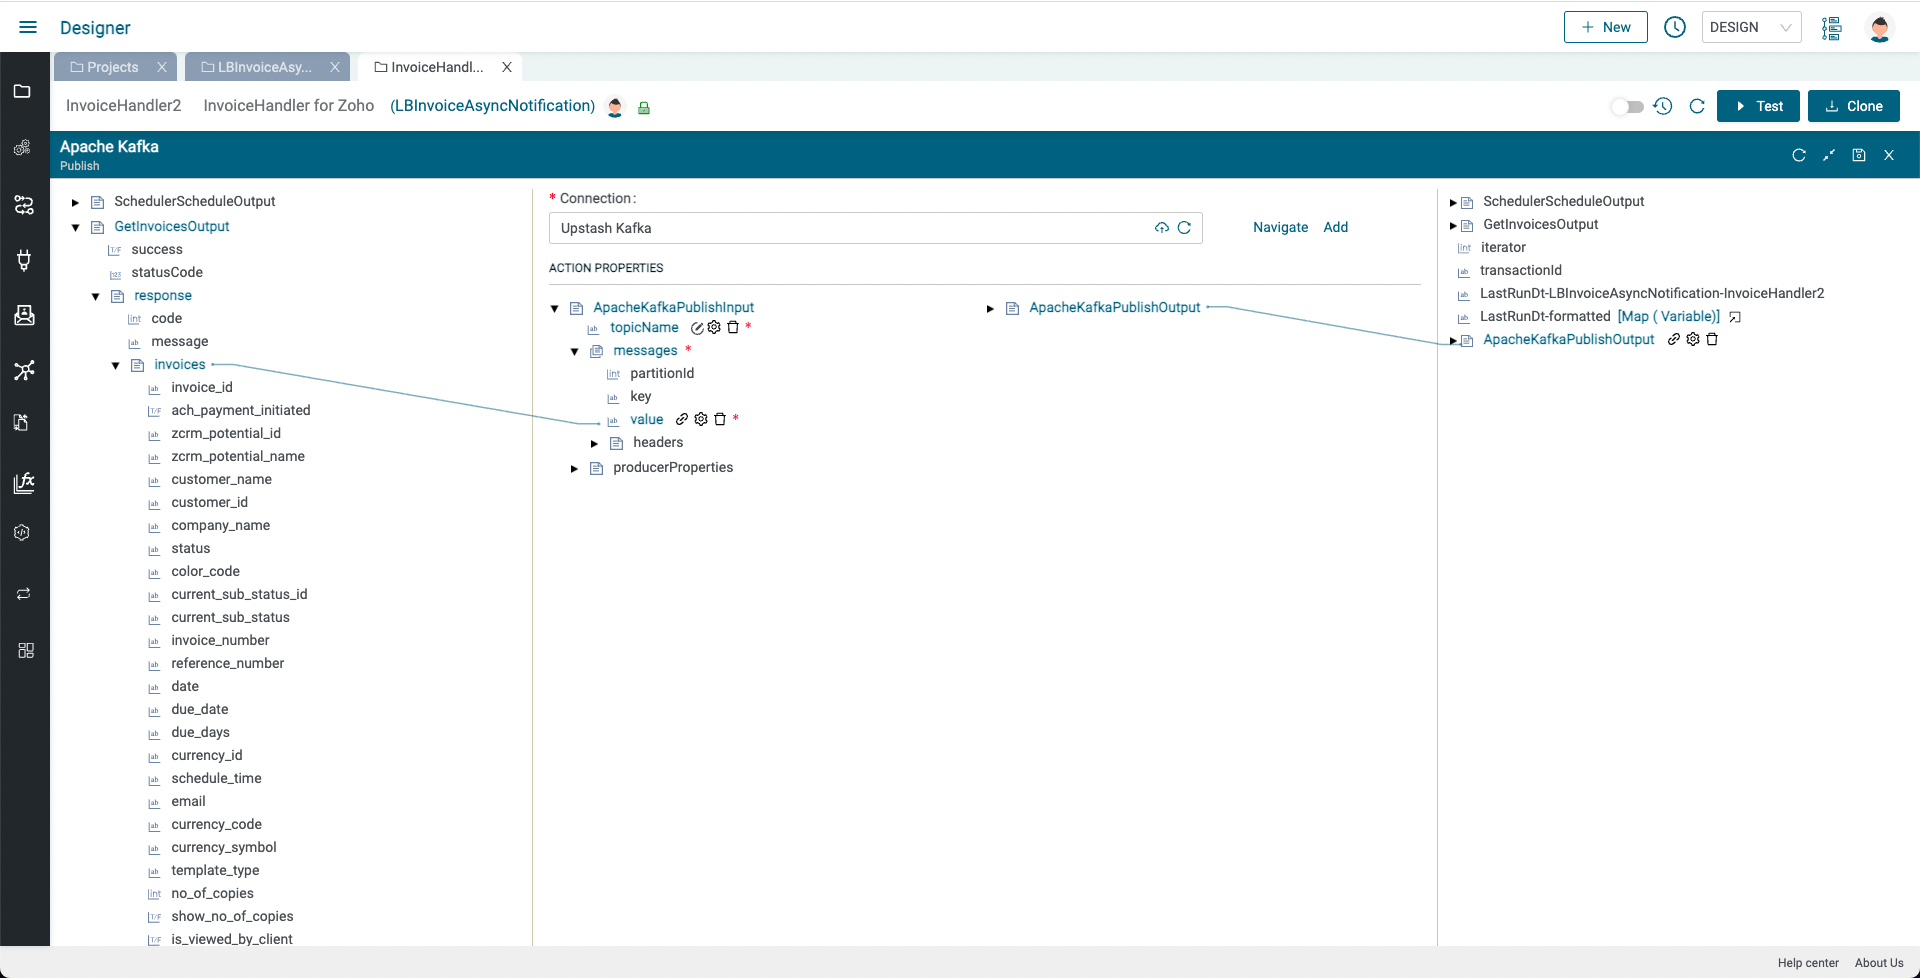 Designer
New
DESIGN
Projects
LBInvoiceAsy...
InvoiceHandl...
InvoiceHandler2 InvoiceHandler for Zoho (LBInvoiceAsyncNotification)
Test
Clone
Apache Kafka
Publish
SchedulerScheduleOutput
GetInvoicesOutput
success
statusCode
response
code
message
invoices
invoice_id
ach_payment_initiated
zcrm_potential_id
zcrm_potential_name
customer_name
customer_id
company_name
status
color_code
current_sub_status_id
current_sub_status
invoice_number
reference_number
date
due_date
due_days
currency_id
schedule_time
email
currency_code
currency_symbol
template_type
no_of_copies
show_no_of_copies
is_viewed_by_client
* Connection :
Upstash Kafka
Navigate Add
ACTION PROPERTIES
ApacheKafkaPublishInput
topicName *
messages *
partitionId
key
value *
headers
producerProperties
ApacheKafkaPublishOutput
SchedulerScheduleOutput
GetInvoicesOutput
iterator
transactionId
LastRunDt-LBInvoiceAsyncNotification-InvoiceHandler2
LastRunDt-formatted [Map ( Variable)]
ApacheKafkaPublishOutput
Help center About Us